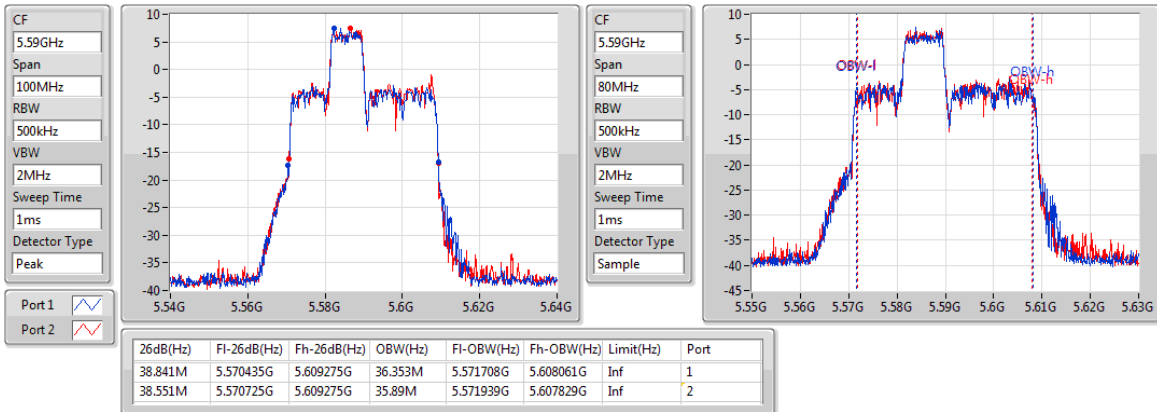 CF
5.59GHz
Span
100MHz
RBW
500kHz
VBW
2MHz
Sweep Time
1ms
Detector Type
Peak
Port 1
Port 2
10
5
0
-5
-10
-15
-20
-25
-30
-35
-40
5.54G 5.56G 5.58G 5.6G 5.62G 5.64G
CF
5.59GHz
Span
80MHz
RBW
500kHz
VBW
2MHz
Sweep Time
1ms
Detector Type
Sample
10
5
0
-5
-10
-15
-20
-25
-30
-35
-40
-45
OBW-l
OBW-h
OBW-h
5.55G 5.56G 5.57G 5.58G 5.59G 5.6G 5.61G 5.62G 5.63G
26dB(Hz) Fl-26dB(Hz) Fh-26dB(Hz) OBW(Hz) Fl-OBW(Hz) Fh-OBW(Hz) Limit(Hz) Port
38.841M 5.570435G 5.609275G 36.353M 5.571708G 5.608061G Inf 1
38.551M 5.570725G 5.609275G 35.89M 5.571939G 5.607829G Inf 2